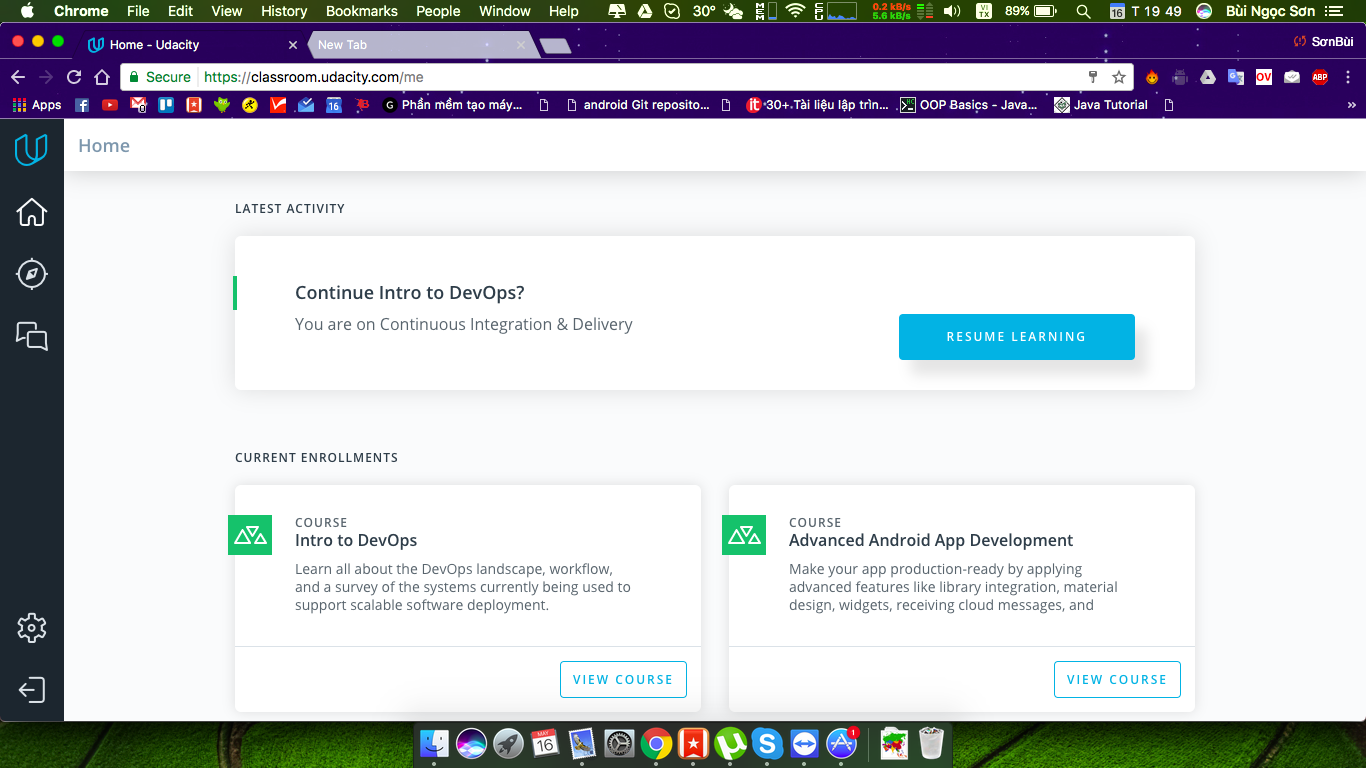 Chrome File Edit View History Bookmarks People Window Help 30° 0.2 kB/s 5.6 kB/s VI TX 89% 16 T 19 49 Bùi Ngọc Sơn
Home - Udacity
New Tab
SơnBùi
Secure https://classroom.udacity.com/me
OV ABP
Apps
Phần mềm tạo máy...
android Git reposito...
30+ Tài liệu lập trìn...
OOP Basics - Java...
Java Tutorial
»
Home
LATEST ACTIVITY
Continue Intro to DevOps?
You are on Continuous Integration & Delivery
RESUME LEARNING
CURRENT ENROLLMENTS
COURSE
Intro to DevOps
Learn all about the DevOps landscape, workflow,
and a survey of the systems currently being used to
support scalable software deployment.
VIEW COURSE
COURSE
Advanced Android App Development
Make your app production-ready by applying
advanced features like library integration, material
design, widgets, receiving cloud messages, and
VIEW COURSE
MAY
16
1